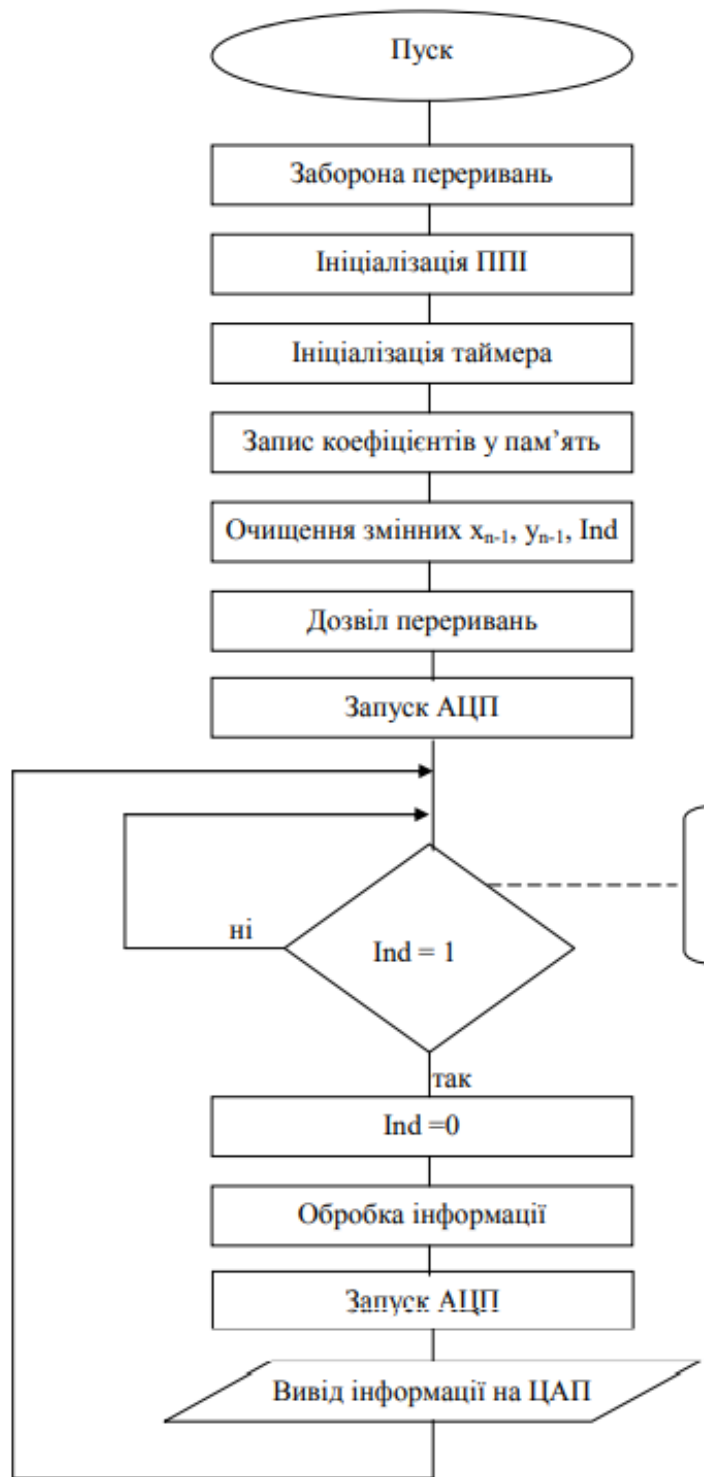 Пуск
Заборона переривань
Ініціалізація ППІ
Ініціалізація таймера
Запис коефіцієнтів у пам’ять
Очищення змінних xn-1, yn-1, Ind
Дозвіл переривань
Запуск АЦП
ні
Ind = 1
так
Ind =0
Обробка інформації
Запуск АЦП
Вивід інформації на ЦАП